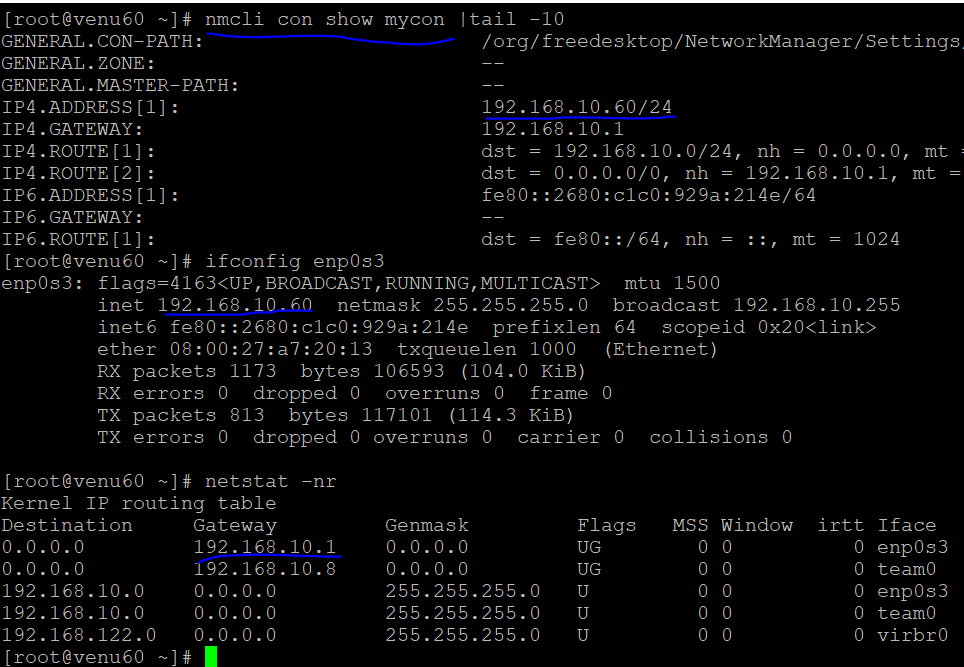 [root@venu60 ~]# nmcli con show mycon |tail -10
GENERAL.CON-PATH: /org/freedesktop/NetworkManager/Settings/
GENERAL.ZONE: --
GENERAL.MASTER-PATH: --
IP4.ADDRESS[1]: 192.168.10.60/24
IP4.GATEWAY: 192.168.10.1
IP4.ROUTE[1]: dst = 192.168.10.0/24, nh = 0.0.0.0, mt =
IP4.ROUTE[2]: dst = 0.0.0.0/0, nh = 192.168.10.1, mt =
IP6.ADDRESS[1]: fe80::2680:c1c0:929a:214e/64
IP6.GATEWAY: --
IP6.ROUTE[1]: dst = fe80::/64, nh = ::, mt = 1024
[root@venu60 ~]# ifconfig enp0s3
enp0s3: flags=4163<UP,BROADCAST,RUNNING,MULTICAST> mtu 1500
inet 192.168.10.60 netmask 255.255.255.0 broadcast 192.168.10.255
inet6 fe80::2680:c1c0:929a:214e prefixlen 64 scopeid 0x20<link>
ether 08:00:27:a7:20:13 txqueuelen 1000 (Ethernet)
RX packets 1173 bytes 106593 (104.0 KiB)
RX errors 0 dropped 0 overruns 0 frame 0
TX packets 813 bytes 117101 (114.3 KiB)
TX errors 0 dropped 0 overruns 0 carrier 0 collisions 0
[root@venu60 ~]# netstat -nr
Kernel IP routing table
Destination Gateway Genmask Flags MSS Window irtt Iface
0.0.0.0 192.168.10.1 0.0.0.0 UG 0 0 0 enp0s3
0.0.0.0 192.168.10.8 0.0.0.0 UG 0 0 0 team0
192.168.10.0 0.0.0.0 255.255.255.0 U 0 0 0 enp0s3
192.168.10.0 0.0.0.0 255.255.255.0 U 0 0 0 team0
192.168.122.0 0.0.0.0 255.255.255.0 U 0 0 0 virbr0
[root@venu60 ~]#